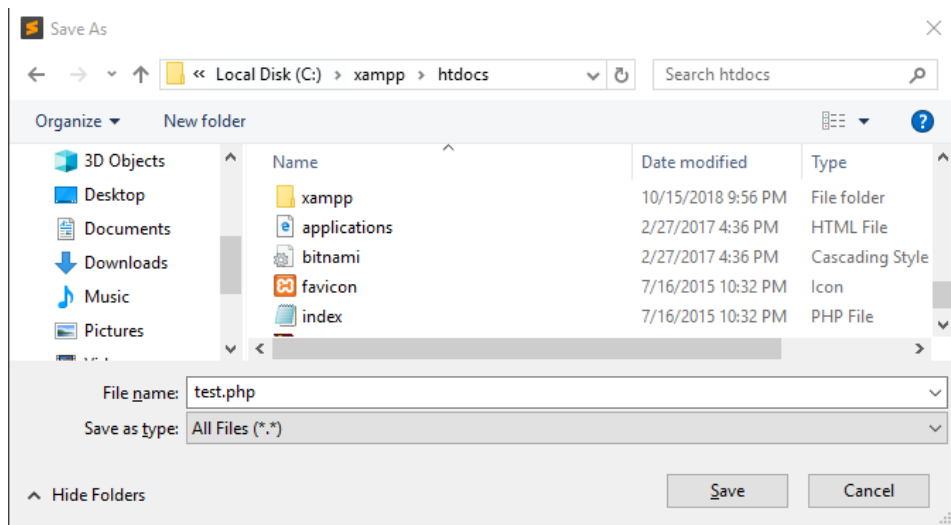 Save As
« Local Disk (C:) › xampp › htdocs
Search htdocs
Organize
New folder
3D Objects
Desktop
Documents
Downloads
Music
Pictures
Name Date modified Type
xampp 10/15/2018 9:56 PM File folder
applications 2/27/2017 4:36 PM HTML File
bitnami 2/27/2017 4:36 PM Cascading Style
favicon 7/16/2015 10:32 PM Icon
index 7/16/2015 10:32 PM PHP File
File name: test.php
Save as type: All Files (*.*)
Hide Folders
Save
Cancel